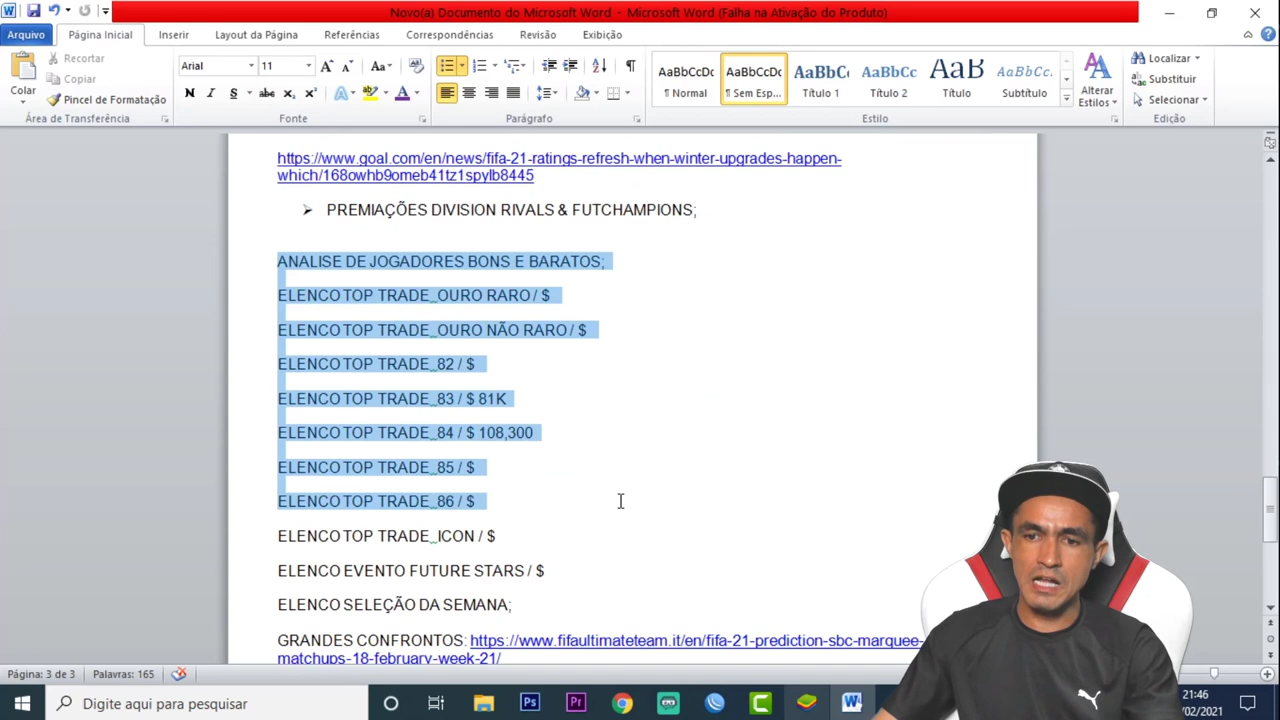 Novo(a) Documento do Microsoft Word - Microsoft Word (Falha na Ativação do Produto)
Arquivo Página Inicial Inserir Layout da Página Referências Correspondências Revisão Exibição
Colar
Recortar
Copiar
Pincel de Formatação
Área de Transferência
Arial 11
Fonte
Parágrafo
AaBbCcDc AaBbCcDc AaBbC AaBbCc AaB AaBbCc
¶ Normal ¶ Sem Esp... Título 1 Título 2 Título Subtítulo
Alterar Estilos
Estilo
Localizar
Substituir
Selecionar
Edição
https://www.goal.com/en/news/fifa-21-ratings-refresh-when-winter-upgrades-happen-
which/168owhb9omeb41tz1spylb8445
PREMIAÇÕES DIVISION RIVALS & FUTCHAMPIONS;
ANALISE DE JOGADORES BONS E BARATOS;
ELENCO TOP TRADE_OURO RARO / $
ELENCO TOP TRADE_OURO NÃO RARO / $
ELENCO TOP TRADE_82 / $
ELENCO TOP TRADE_83 / $ 81K
ELENCO TOP TRADE_84 / $ 108,300
ELENCO TOP TRADE_85 / $
ELENCO TOP TRADE_86 / $
ELENCO TOP TRADE_ICON / $
ELENCO EVENTO FUTURE STARS / $
ELENCO SELEÇÃO DA SEMANA;
GRANDES CONFRONTOS: https://www.fifaultimateteam.it/en/fifa-21-prediction-sbc-marquee-
matchups-18-february-week-21/
Página: 3 de 3 Palavras: 165
Digite aqui para pesquisar
21:46
/02/2021